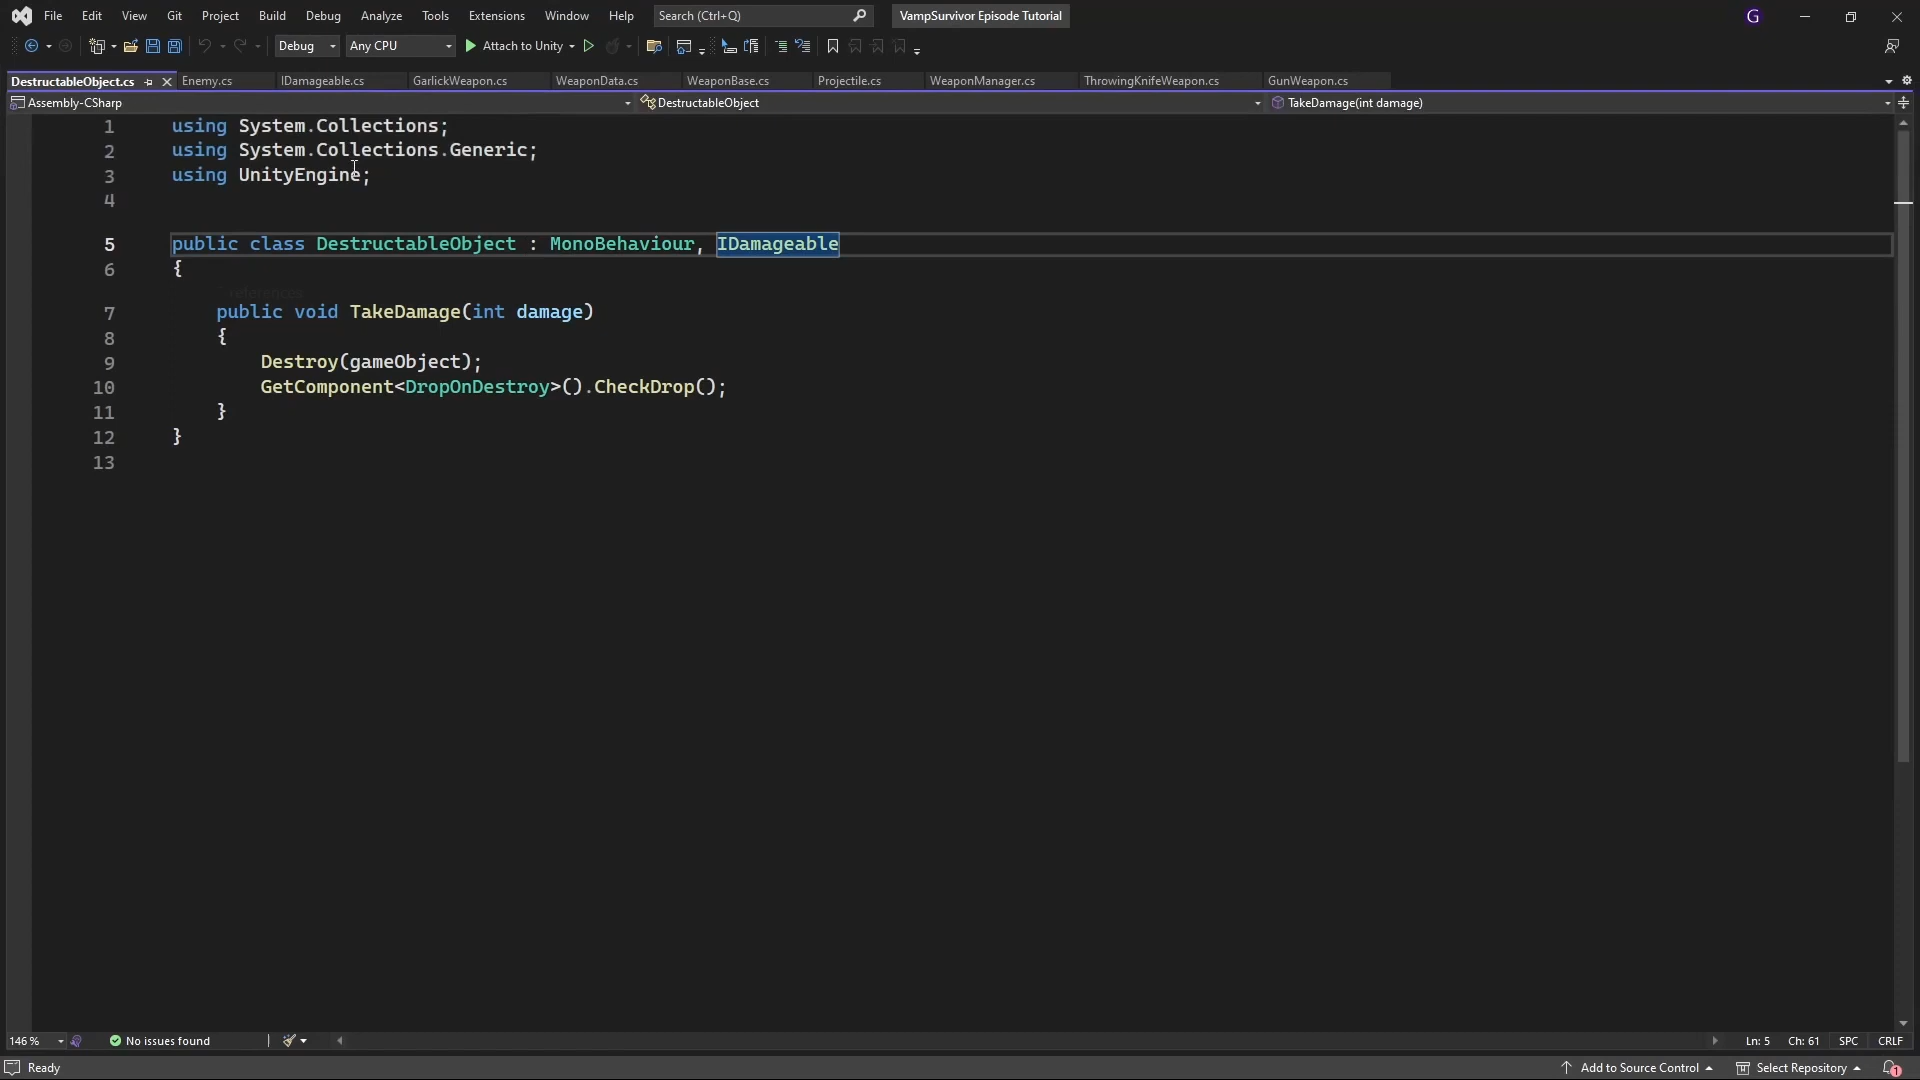 File Edit View Git Project Build Debug Analyze Tools Extensions Window Help Search (Ctrl+Q) VampSurvivor Episode Tutorial G
Debug Any CPU Attach to Unity
DestructableObject.cs Enemy.cs IDamageable.cs GarlickWeapon.cs WeaponData.cs WeaponBase.cs Projectile.cs WeaponManager.cs ThrowingKnifeWeapon.cs GunWeapon.cs
Assembly-CSharp DestructableObject TakeDamage(int damage)
1 using System.Collections;
2 using System.Collections.Generic;
3 using UnityEngine;
4
5 public class DestructableObject : MonoBehaviour, IDamageable
6 {
references
7 public void TakeDamage(int damage)
8 {
9 Destroy(gameObject);
10 GetComponent<DropOnDestroy>().CheckDrop();
11 }
12 }
13
146 % No issues found Ln: 5 Ch: 61 SPC CRLF
Ready Add to Source Control Select Repository 1